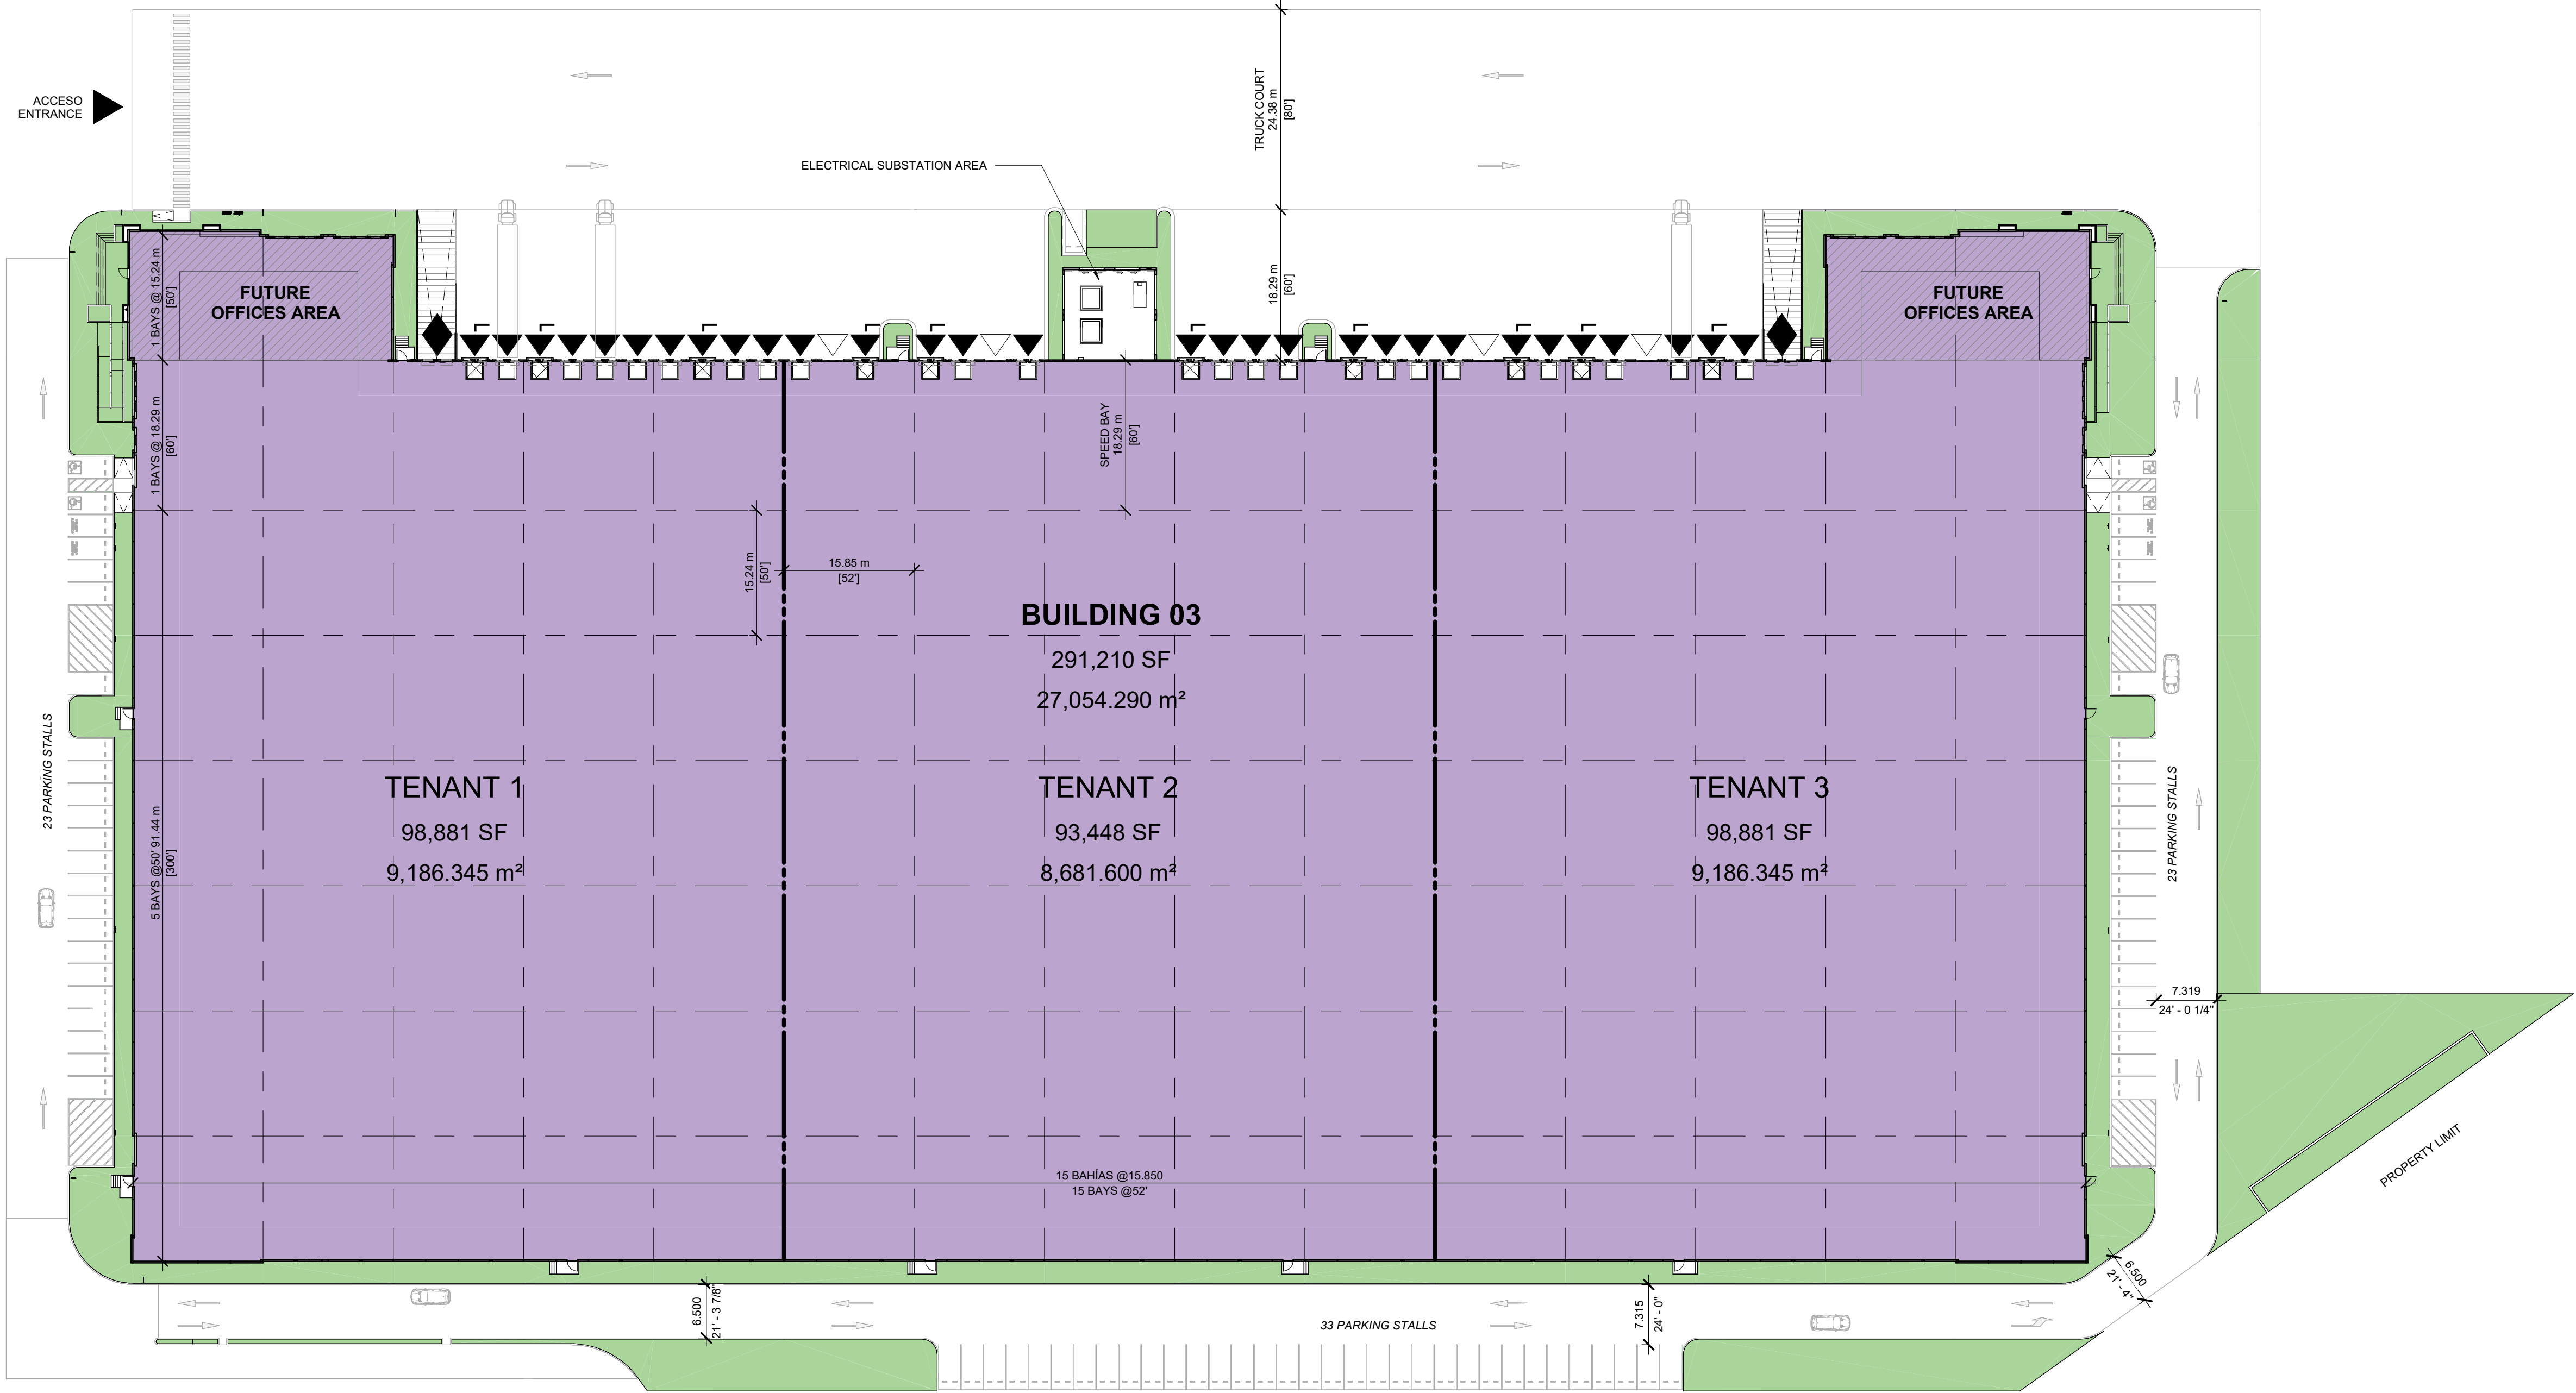 ACCESO
ENTRANCE
TRUCK COURT
24.38 m
[80']
ELECTRICAL SUBSTATION AREA
18.29 m
[60']
1 BAYS @ 15.24 m
[50']
FUTURE
OFFICES AREA
FUTURE
OFFICES AREA
1 BAYS @ 18.29 m
[60']
SPEED BAY
18.29 m
[60']
15.24 m
[50']
15.85 m
[52']
BUILDING 03
291,210 SF
27,054.290 m²
23 PARKING STALLS
5 BAYS @50' 91.44 m
[300']
TENANT 1
98,881 SF
9,186.345 m²
TENANT 2
93,448 SF
8,681.600 m²
TENANT 3
98,881 SF
9,186.345 m²
23 PARKING STALLS
7.319
24' - 0 1/4"
PROPERTY LIMIT
15 BAHÍAS @15.850
15 BAYS @52'
6.500
21' - 3 7/8"
33 PARKING STALLS
7.315
24' - 0"
6.500
21' - 4"